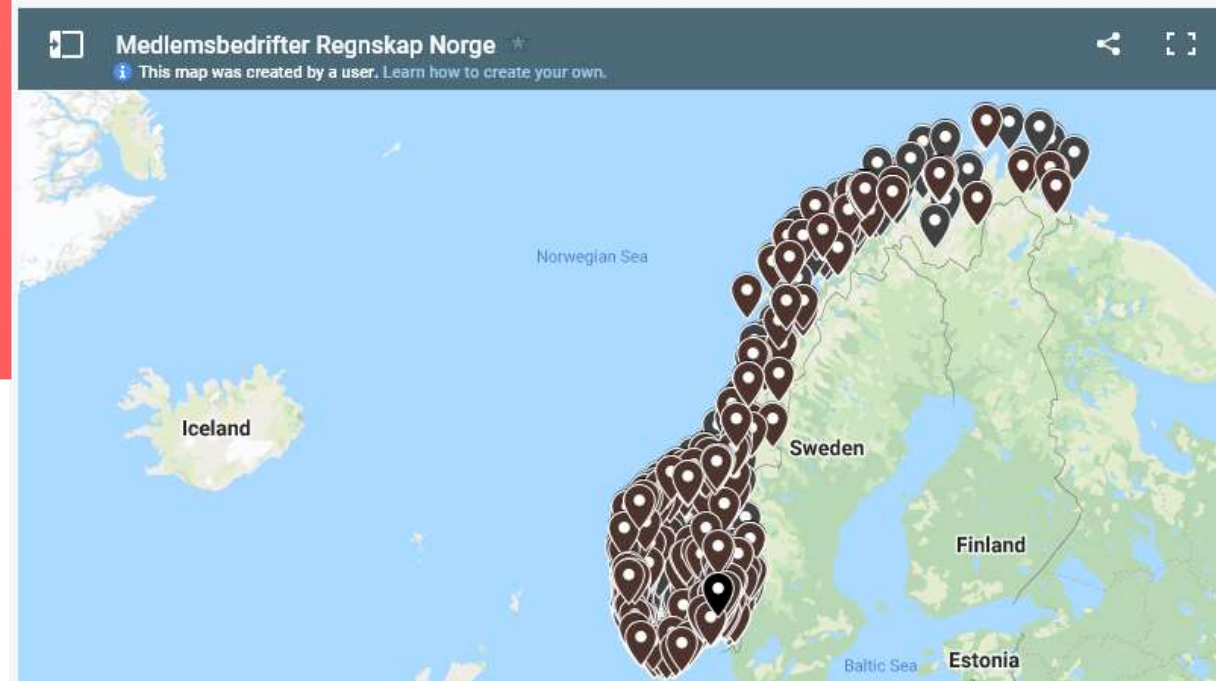 Medlemsbedrifter Regnskap Norge
This map was created by a user. Learn how to create your own.
Norwegian Sea
Iceland
Sweden
Finland
Baltic Sea
Estonia